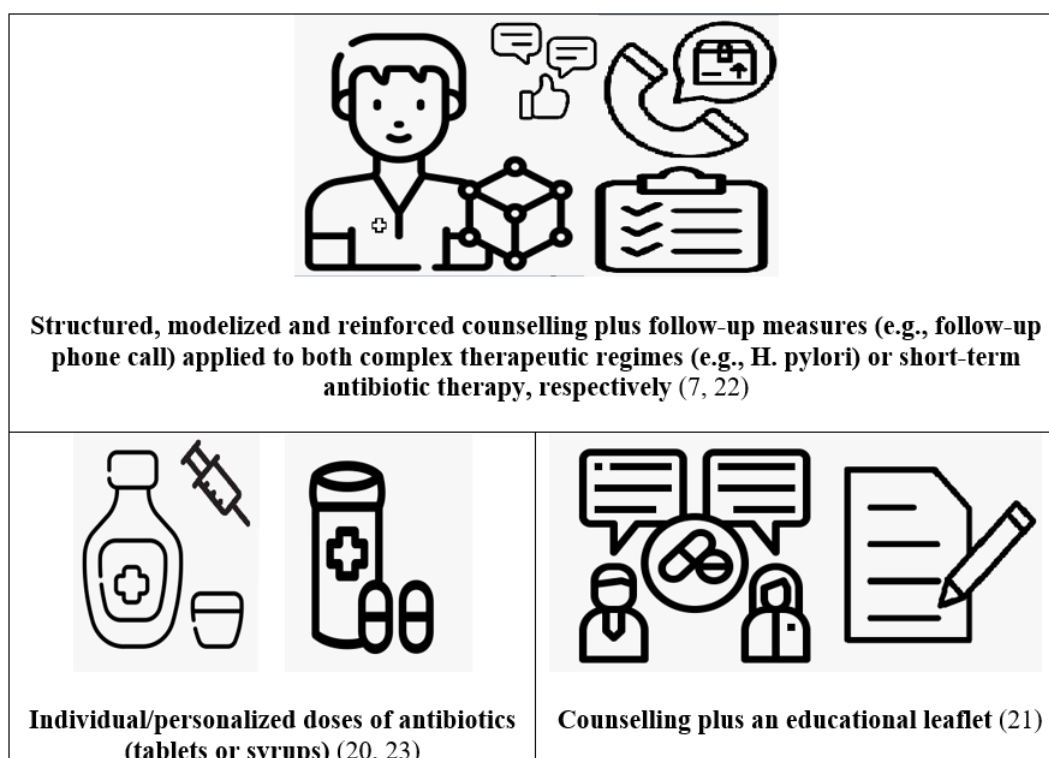 Structured, modelized and reinforced counselling plus follow-up measures (e.g., follow-up
phone call) applied to both complex therapeutic regimes (e.g., H. pylori) or short-term
antibiotic therapy, respectively (7, 22)
Individual/personalized doses of antibiotics
(tablets or syrups) (20, 23)
Counselling plus an educational leaflet (21)